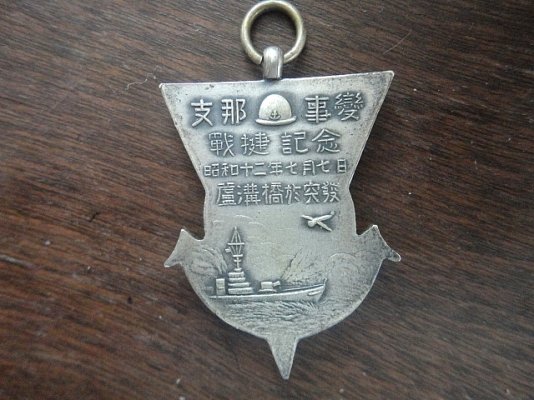 支那事變
戰捷記念
昭和十二年七月七日
蘆溝橋於突發